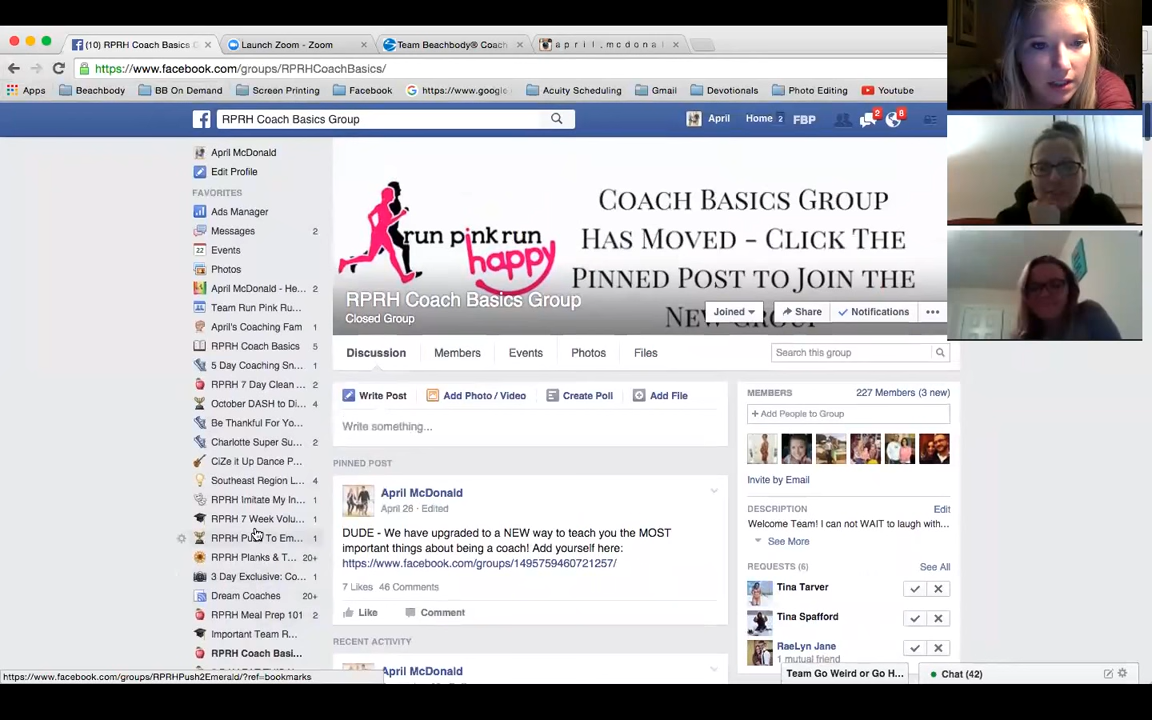 (10) RPRH Coach Basics G
Launch Zoom - Zoom
Team Beachbody® Coach
a p r i l . m c d o n a l d
https://www.facebook.com/groups/RPRHCoachBasics/
Apps
Beachbody
BB On Demand
Screen Printing
Facebook
https://www.google
Acuity Scheduling
Gmail
Devotionals
Photo Editing
Youtube
RPRH Coach Basics Group
April
Home 2
FBP
2
8
April McDonald
Edit Profile
FAVORITES
Ads Manager
Messages 2
22 Events
Photos
April McDonald - He... 2
Team Run Pink Ru...
April's Coaching Fam 1
RPRH Coach Basics 5
5 Day Coaching Sn... 1
RPRH 7 Day Clean ... 2
October DASH to Di... 4
Be Thankful For Yo...
Charlotte Super Su... 2
CiZe it Up Dance P...
Southeast Region L... 4
RPRH Imitate My In... 1
RPRH 7 Week Volu... 1
RPRH Push To Em... 1
RPRH Planks & T... 20+
3 Day Exclusive: Co... 1
Dream Coaches 20+
RPRH Meal Prep 101 2
Important Team R...
RPRH Coach Basi...
run pink run
happy
COACH BASICS GROUP
HAS MOVED - CLICK THE
PINNED POST TO JOIN THE
NEW GROUP
RPRH Coach Basics Group
Closed Group
Joined
Share
Notifications
Discussion
Members
Events
Photos
Files
Search this group
Write Post
Add Photo / Video
Create Poll
Add File
Write something...
PINNED POST
April McDonald
April 26 · Edited
DUDE - We have upgraded to a NEW way to teach you the MOST
important things about being a coach! Add yourself here:
https://www.facebook.com/groups/1495759460721257/
7 Likes 46 Comments
Like
Comment
RECENT ACTIVITY
April McDonald
MEMBERS
227 Members (3 new)
+ Add People to Group
Invite by Email
DESCRIPTION
Edit
Welcome Team! I can not WAIT to laugh with...
See More
REQUESTS (6)
See All
Tina Tarver
Tina Spafford
RaeLyn Jane
1 mutual friend
Team Go Weird or Go H...
Chat (42)
https://www.facebook.com/groups/RPRHPush2Emerald/?ref=bookmarks